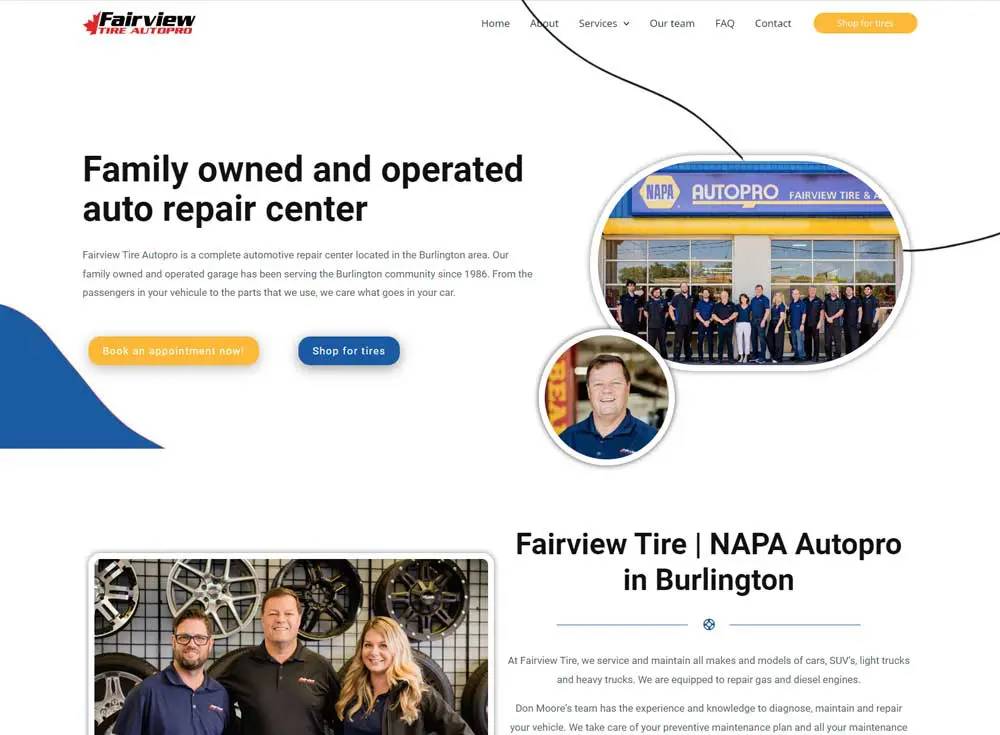 Fairview
TIRE AUTOPRO
Home About Services Our team FAQ Contact Shop for tires
Family owned and operated
auto repair center
Fairview Tire Autopro is a complete automotive repair center located in the Burlington area. Our
family owned and operated garage has been serving the Burlington community since 1986. From the
passengers in your vehicule to the parts that we use, we care what goes in your car.
Book an appointment now! Shop for tires
NAPA AUTOPRO FAIRVIEW TIRE & A
Fairview Tire | NAPA Autopro
in Burlington
At Fairview Tire, we service and maintain all makes and models of cars, SUV's, light trucks
and heavy trucks. We are equipped to repair gas and diesel engines.
Don Moore's team has the experience and knowledge to diagnose, maintain and repair
your vehicle. We take care of your preventive maintenance plan and all your maintenance